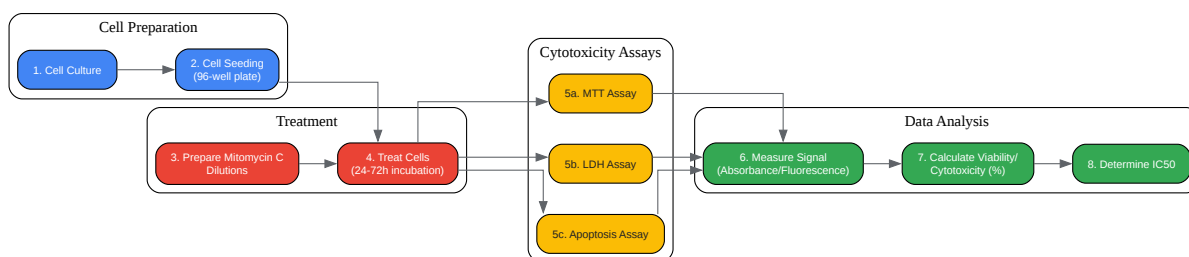 Cell Preparation
1. Cell Culture
2. Cell Seeding
(96-well plate)
Treatment
3. Prepare Mitomycin C
Dilutions
4. Treat Cells
(24-72h incubation)
Cytotoxicity Assays
5a. MTT Assay
5b. LDH Assay
5c. Apoptosis Assay
Data Analysis
6. Measure Signal
(Absorbance/Fluorescence)
7. Calculate Viability/
Cytotoxicity (%)
8. Determine IC50